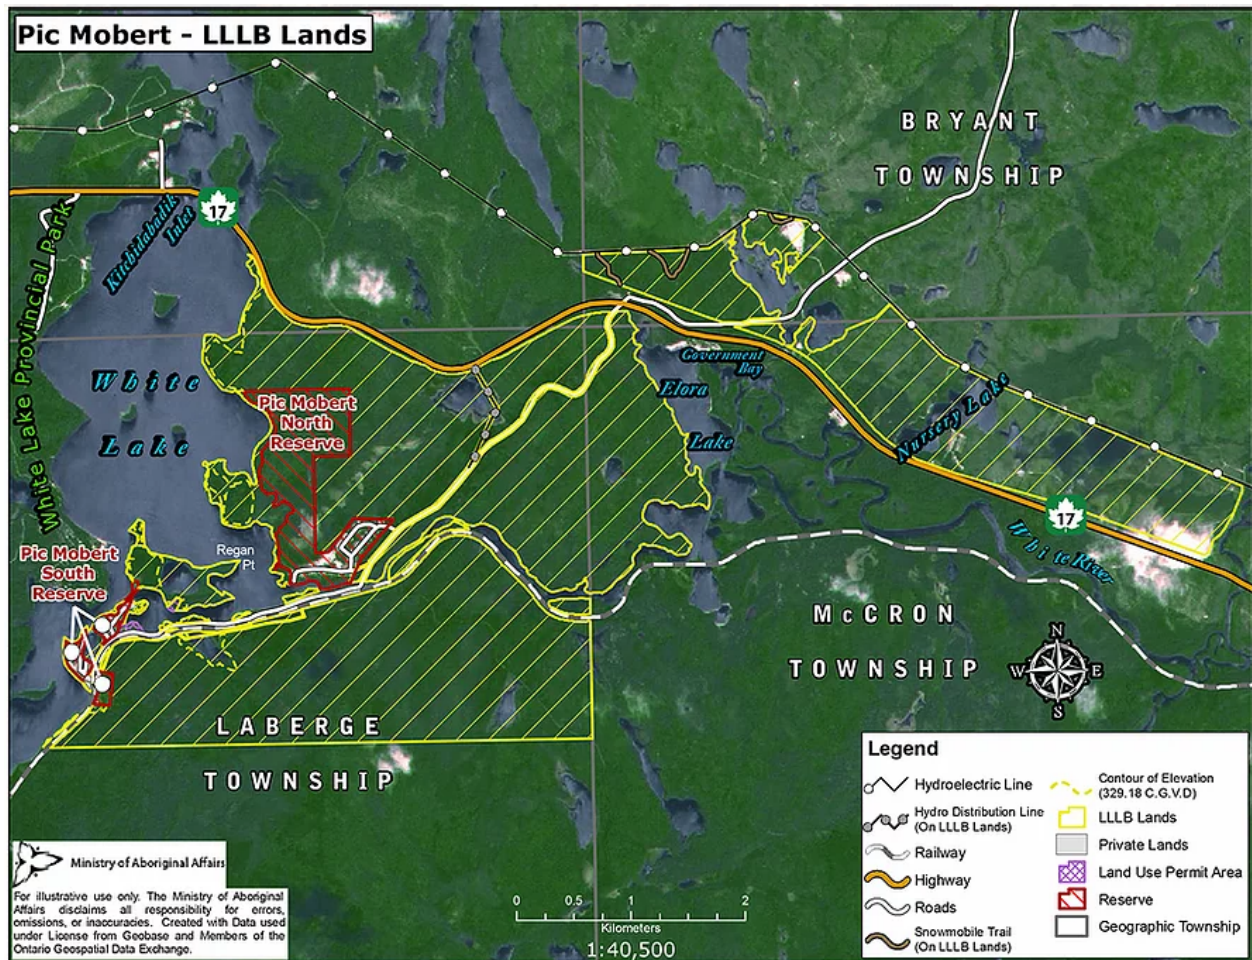 Pic Mobert - LLLB Lands
BRYANT
TOWNSHIP
17
Kitchidabadik
Inlet
White Lake Provincial Park
White
Lake
Pic Mobert
North
Reserve
Government
Bay
Elora
Lake
Nursery Lake
17
White River
Regan
Pt
Pic Mobert
South
Reserve
McCRON
TOWNSHIP
N
W
E
S
LABERGE
TOWNSHIP
Legend
Hydroelectric Line
Hydro Distribution Line
(On LLLB Lands)
Railway
Highway
Roads
Snowmobile Trail
(On LLLB Lands)
Contour of Elevation
(329.18 C.G.V.D)
LLLB Lands
Private Lands
Land Use Permit Area
Reserve
Geographic Township
Ministry of Aboriginal Affairs
For illustrative use only. The Ministry of Aboriginal
Affairs disclaims all responsibility for errors,
omissions, or inaccuracies. Created with Data used
under License from Geobase and Members of the
Ontario Geospatial Data Exchange.
0 0.5 1 2
Kilometers
1:40,500